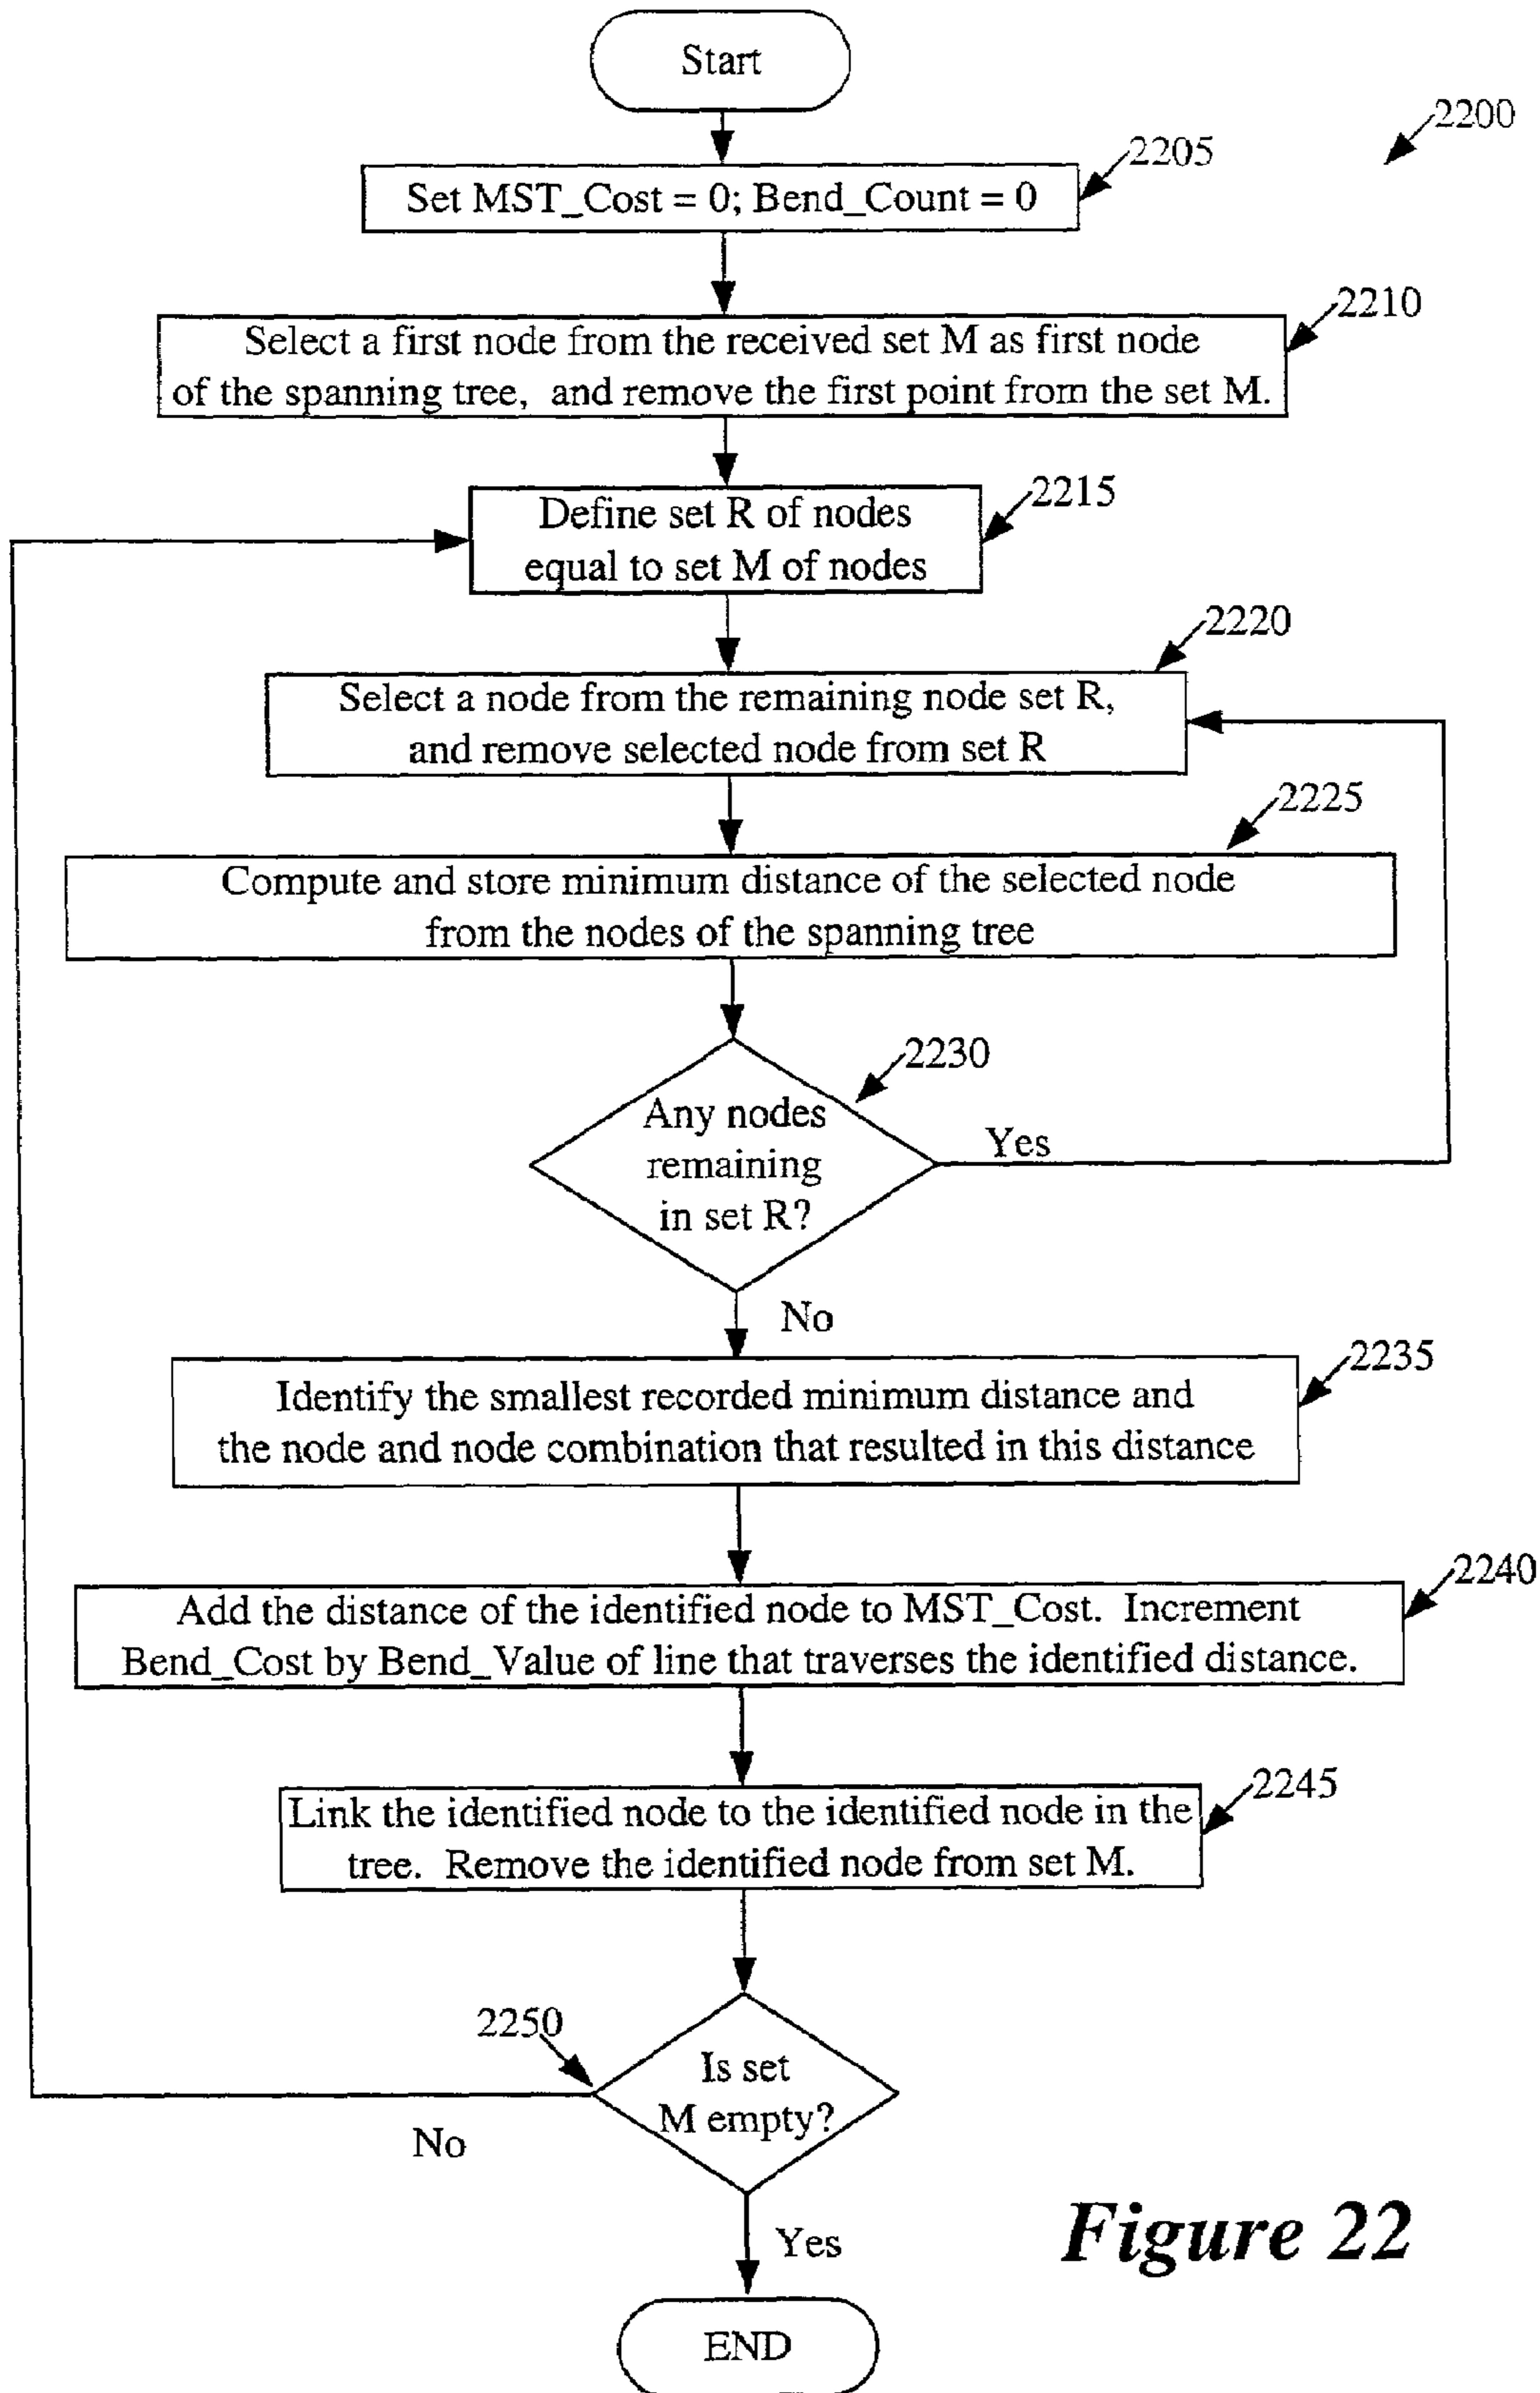 Start
2200
2205
Set MST_Cost = 0; Bend_Count = 0
2210
Select a first node from the received set M as first node
of the spanning tree, and remove the first point from the set M.
2215
Define set R of nodes
equal to set M of nodes
2220
Select a node from the remaining node set R,
and remove selected node from set R
2225
Compute and store minimum distance of the selected node
from the nodes of the spanning tree
2230
Any nodes
remaining
in set R?
Yes
No
2235
Identify the smallest recorded minimum distance and
the node and node combination that resulted in this distance
2240
Add the distance of the identified node to MST_Cost. Increment
Bend_Cost by Bend_Value of line that traverses the identified distance.
2245
Link the identified node to the identified node in the
tree. Remove the identified node from set M.
2250
Is set
M empty?
No
Yes
Figure 22
END